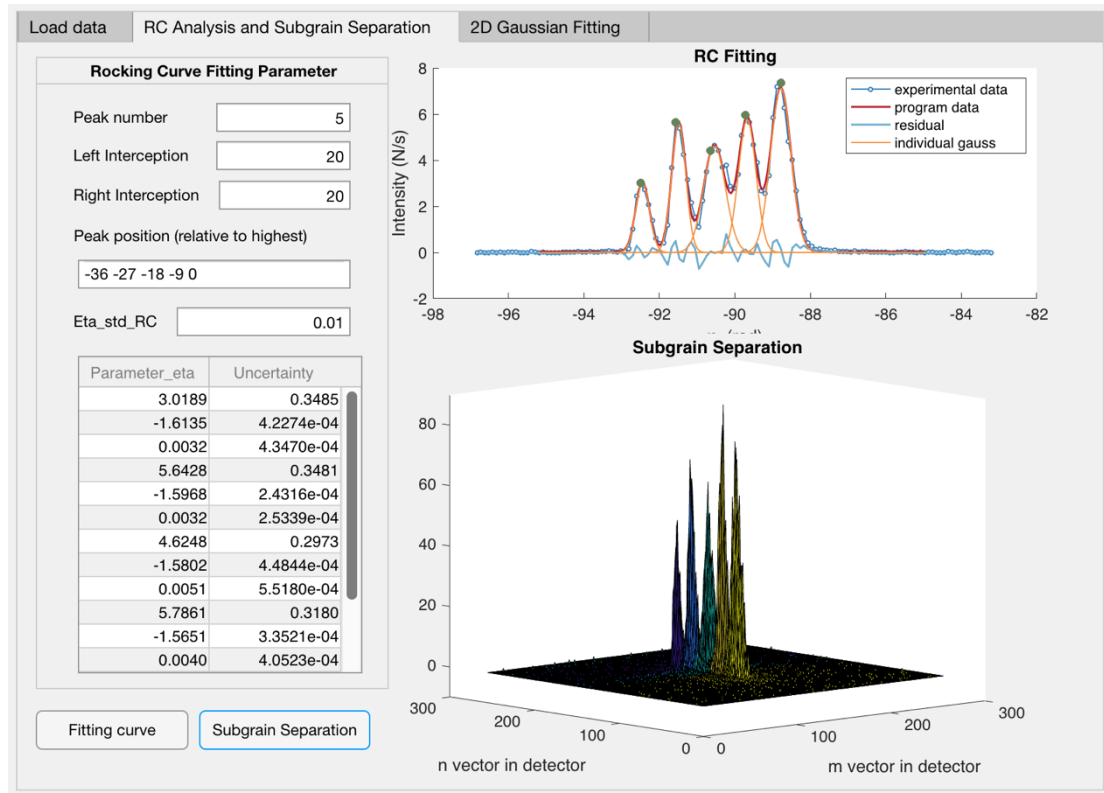 Load data
RC Analysis and Subgrain Separation
2D Gaussian Fitting
Rocking Curve Fitting Parameter
Peak number
5
Left Interception
20
Right Interception
20
Peak position (relative to highest)
-36 -27 -18 -9 0
Eta_std_RC
0.01
Parameter_eta Uncertainty
3.0189 0.3485
-1.6135 4.2274e-04
0.0032 4.3470e-04
5.6428 0.3481
-1.5968 2.4316e-04
0.0032 2.5339e-04
4.6248 0.2973
-1.5802 4.4844e-04
0.0051 5.5180e-04
5.7861 0.3180
-1.5651 3.3521e-04
0.0040 4.0523e-04
Fitting curve
Subgrain Separation
RC Fitting
8
6
4
2
0
-2
Intensity (N/s)
experimental data
program data
residual
individual gauss
-98 -96 -94 -92 -90 -88 -86 -84 -82
Subgrain Separation
80
60
40
20
0
300
200
100
0
0
100
200
300
n vector in detector
m vector in detector